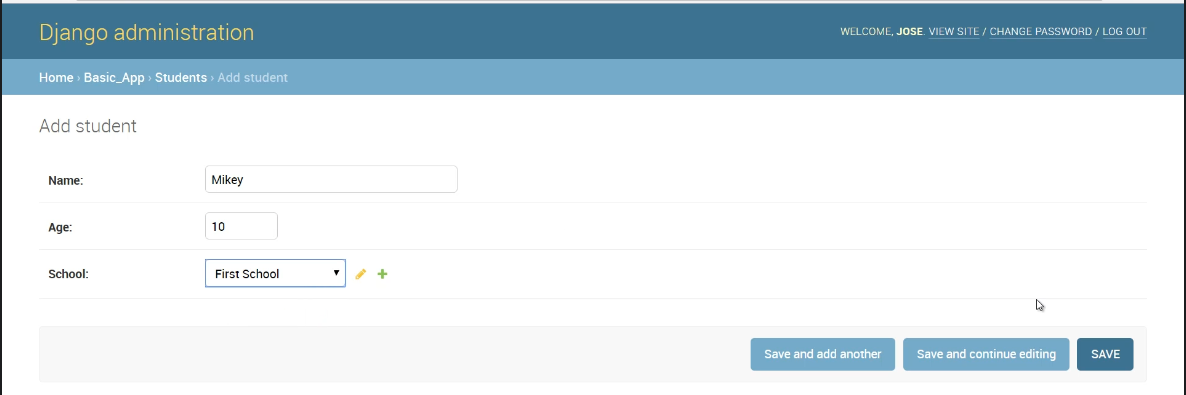 Django administration
WELCOME, JOSE. VIEW SITE / CHANGE PASSWORD / LOG OUT
Home › Basic_App › Students › Add student
Add student
Name: Mikey
Age: 10
School: First School
Save and add another Save and continue editing SAVE